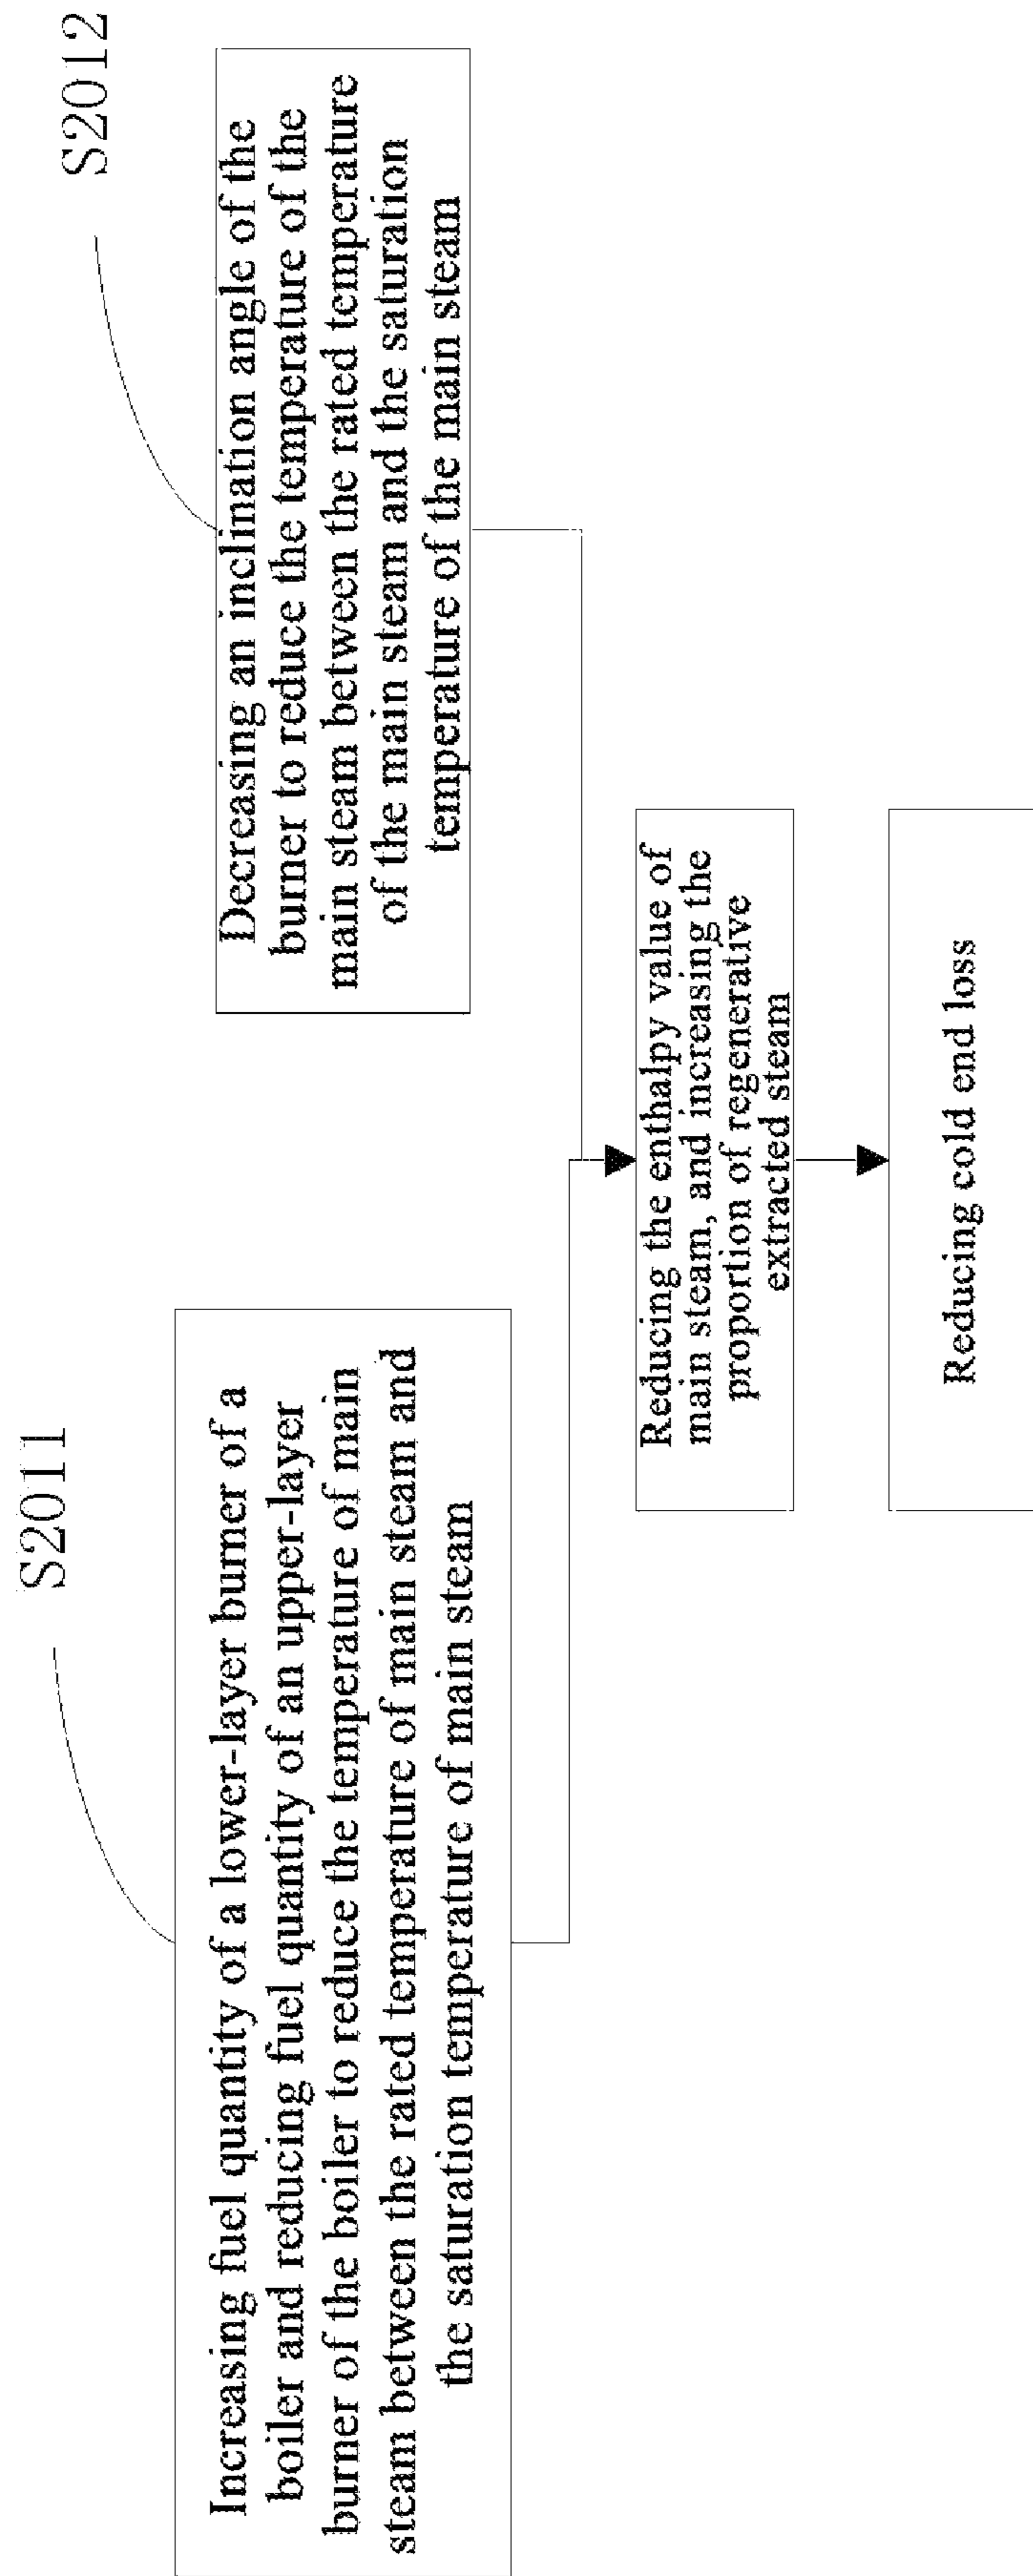 S2011
Increasing fuel quantity of a lower-layer burner of a
boiler and reducing fuel quantity of an upper-layer
burner of the boiler to reduce the temperature of main
steam between the rated temperature of main steam and
the saturation temperature of main steam
S2012
Decreasing an inclination angle of the
burner to reduce the temperature of the
main steam between the rated temperature
of the main steam and the saturation
temperature of the main steam
Reducing the enthalpy value of
main steam, and increasing the
proportion of regenerative
extracted steam
Reducing cold end loss